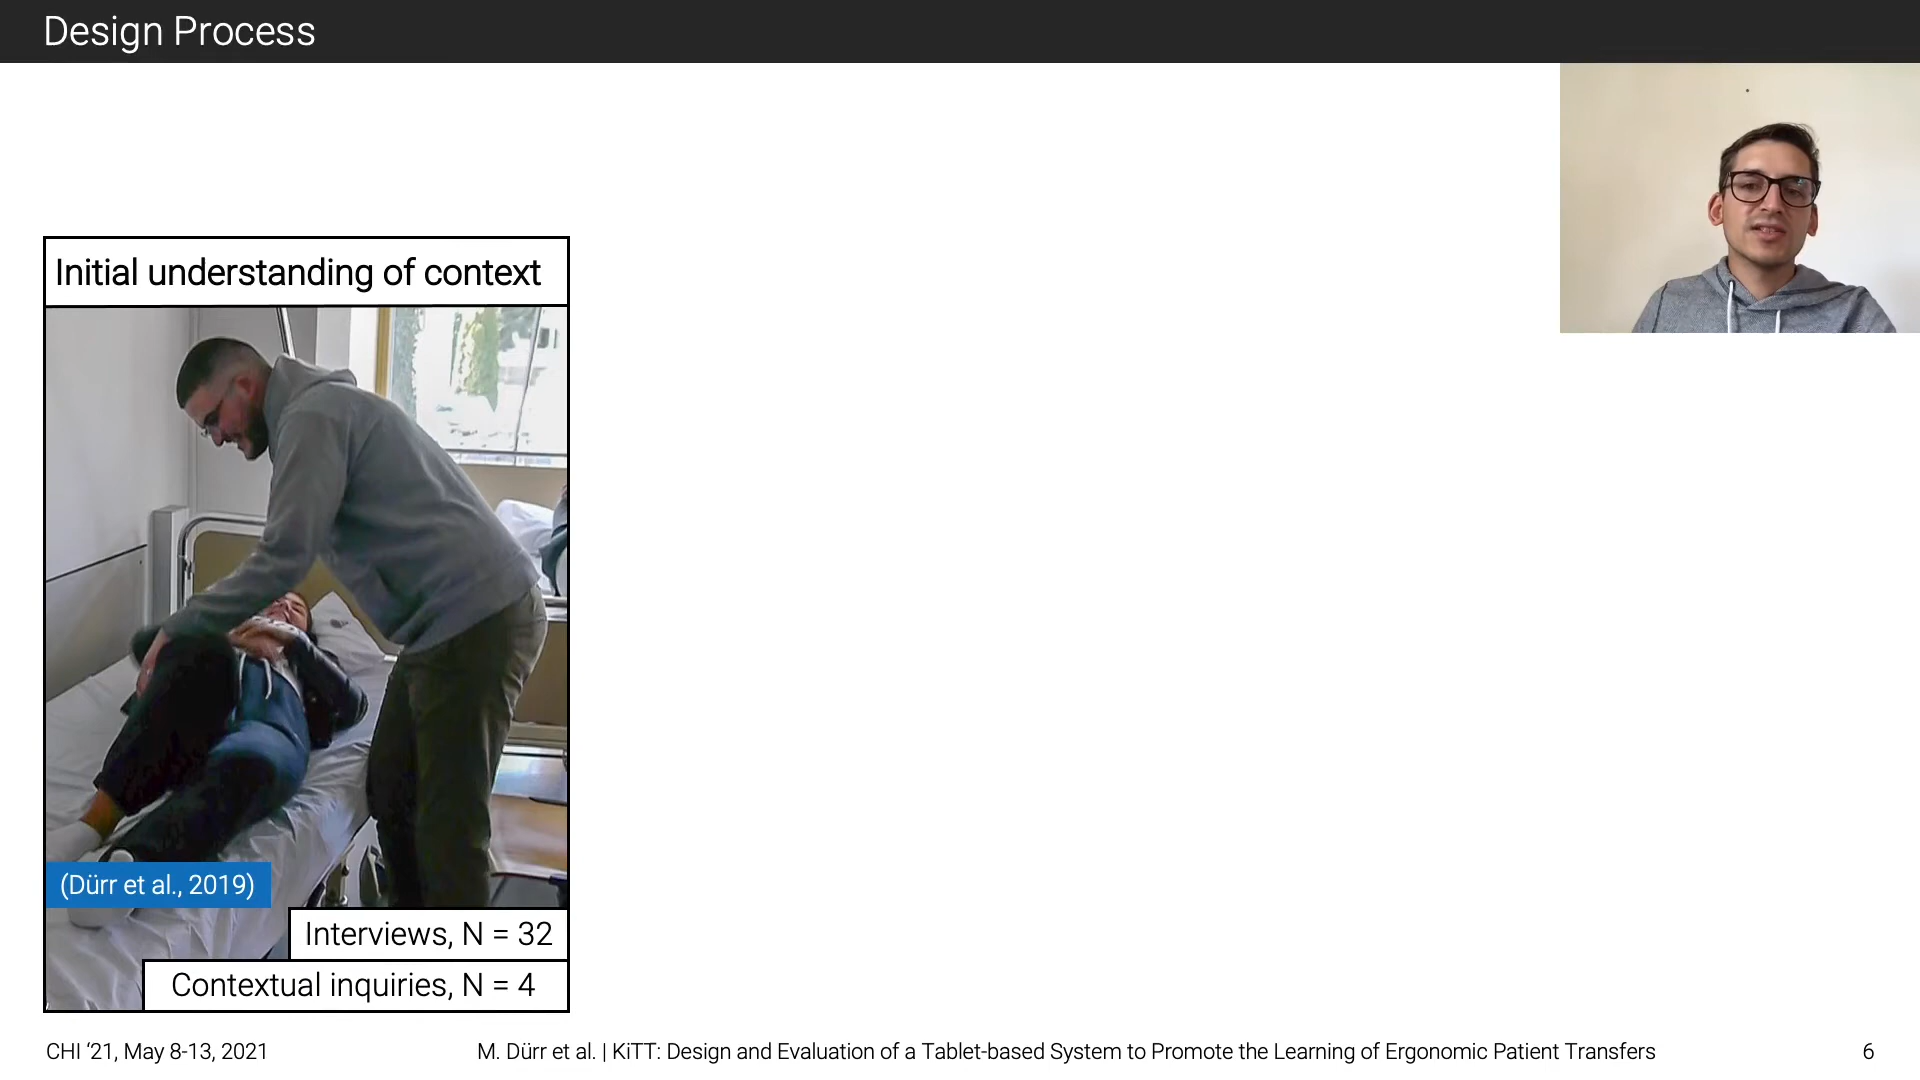 Design Process
Initial understanding of context
(Dürr et al., 2019)
Interviews, N = 32
Contextual inquiries, N = 4
CHI ‘21, May 8-13, 2021
M. Dürr et al. | KiTT: Design and Evaluation of a Tablet-based System to Promote the Learning of Ergonomic Patient Transfers
6